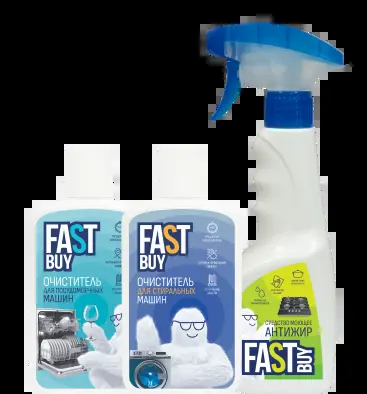 FAST
BUY
ОЧИСТИТЕЛЬ
ДЛЯ ПОСУДОМОЕЧНЫХ
МАШИН
FAST
BUY
ОЧИСТИТЕЛЬ
ДЛЯ СТИРАЛЬНЫХ
МАШИН
СРЕДСТВО МОЮЩЕЕ
АНТИЖИР
FAST
BUY